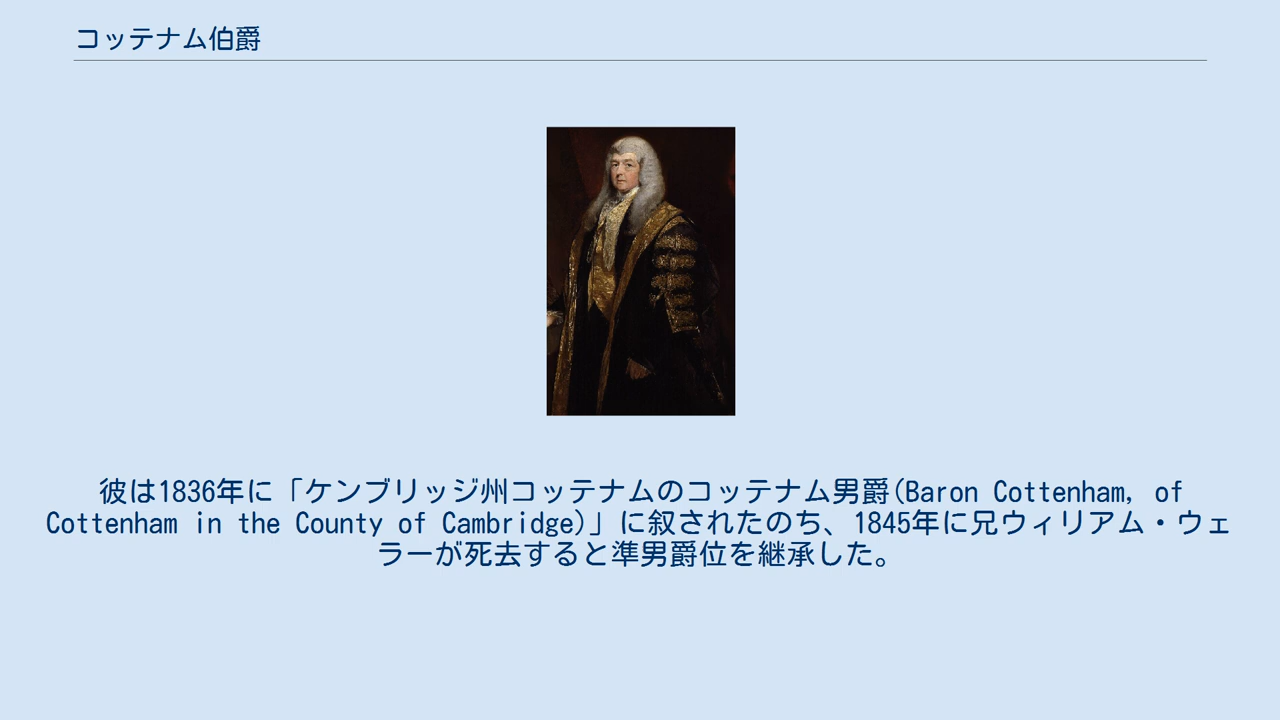 コッテナム伯爵
彼は1836年に「ケンブリッジ州コッテナムのコッテナム男爵(Baron Cottenham, of
Cottenham in the County of Cambridge)」に叙されたのち、1845年に兄ウィリアム・ウェ
ラーが死去すると準男爵位を継承した。